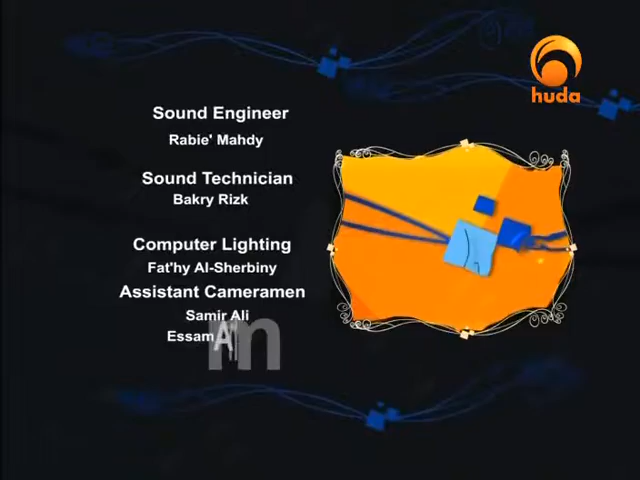 huda
Sound Engineer
Rabie' Mahdy
Sound Technician
Bakry Rizk
Computer Lighting
Fat'hy Al-Sherbiny
Assistant Cameramen
Samir Ali
Essam